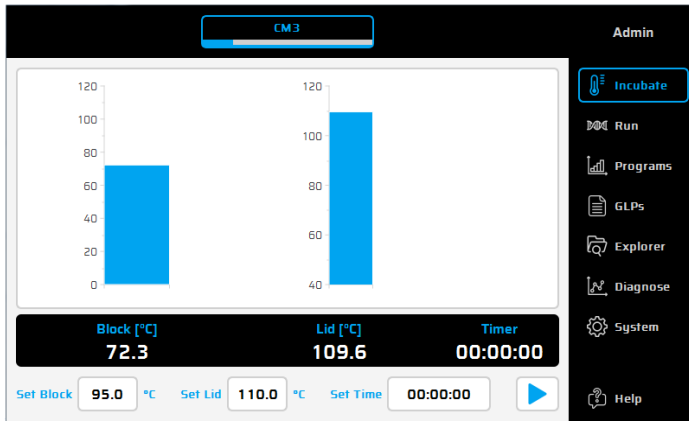 CM3
Admin
120
100
80
60
40
20
0
120
100
80
60
40
Incubate
Run
Programs
GLPs
Explorer
Diagnose
System
Help
Block [°C] Lid [°C] Timer
72.3 109.6 00:00:00
Set Block 95.0 °C Set Lid 110.0 °C Set Time 00:00:00